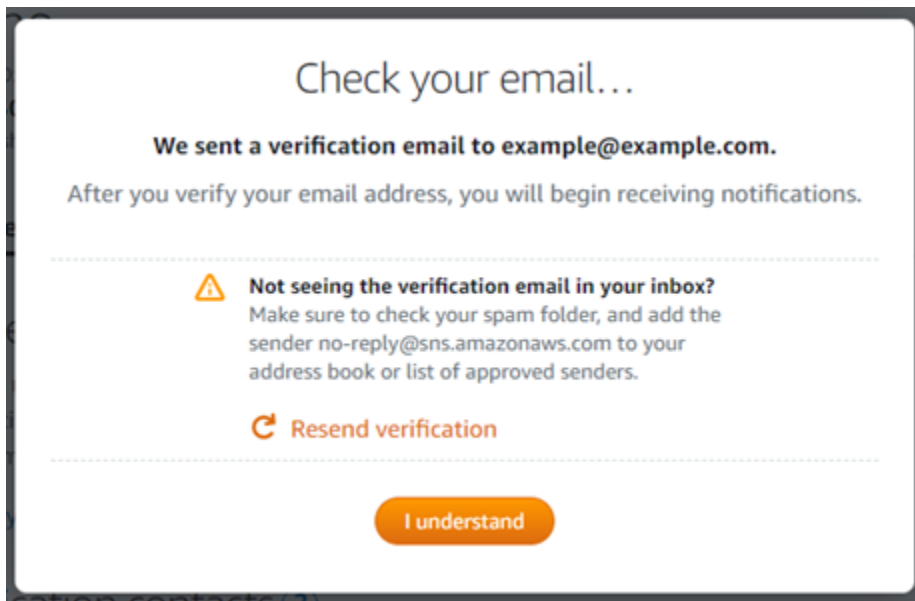 Check your email...
We sent a verification email to example@example.com.
After you verify your email address, you will begin receiving notifications.
Not seeing the verification email in your inbox?
Make sure to check your spam folder, and add the
sender no-reply@sns.amazonaws.com to your
address book or list of approved senders.
Resend verification
I understand